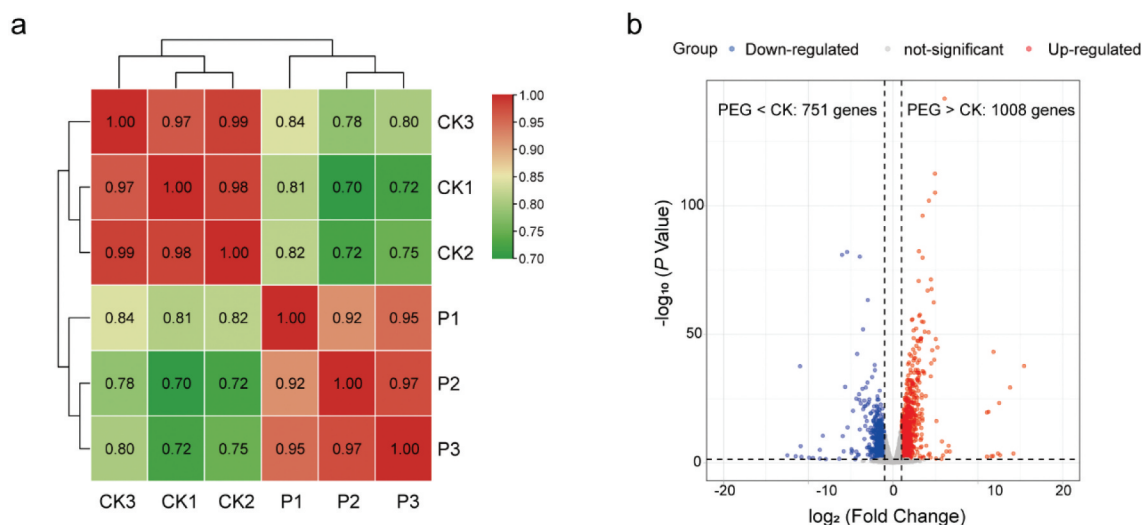 a
1.00 0.97 0.99 0.84 0.78 0.80 CK3
0.97 1.00 0.98 0.81 0.70 0.72 CK1
0.99 0.98 1.00 0.82 0.72 0.75 CK2
0.84 0.81 0.82 1.00 0.92 0.95 P1
0.78 0.70 0.72 0.92 1.00 0.97 P2
0.80 0.72 0.75 0.95 0.97 1.00 P3
CK3 CK1 CK2 P1 P2 P3
1.00
0.95
0.90
0.85
0.80
0.75
0.70
b
Group Down-regulated not-significant Up-regulated
PEG < CK: 751 genes PEG > CK: 1008 genes
-log₁₀ (P Value)
100
50
0
-20 -10 0 10 20
log₂ (Fold Change)